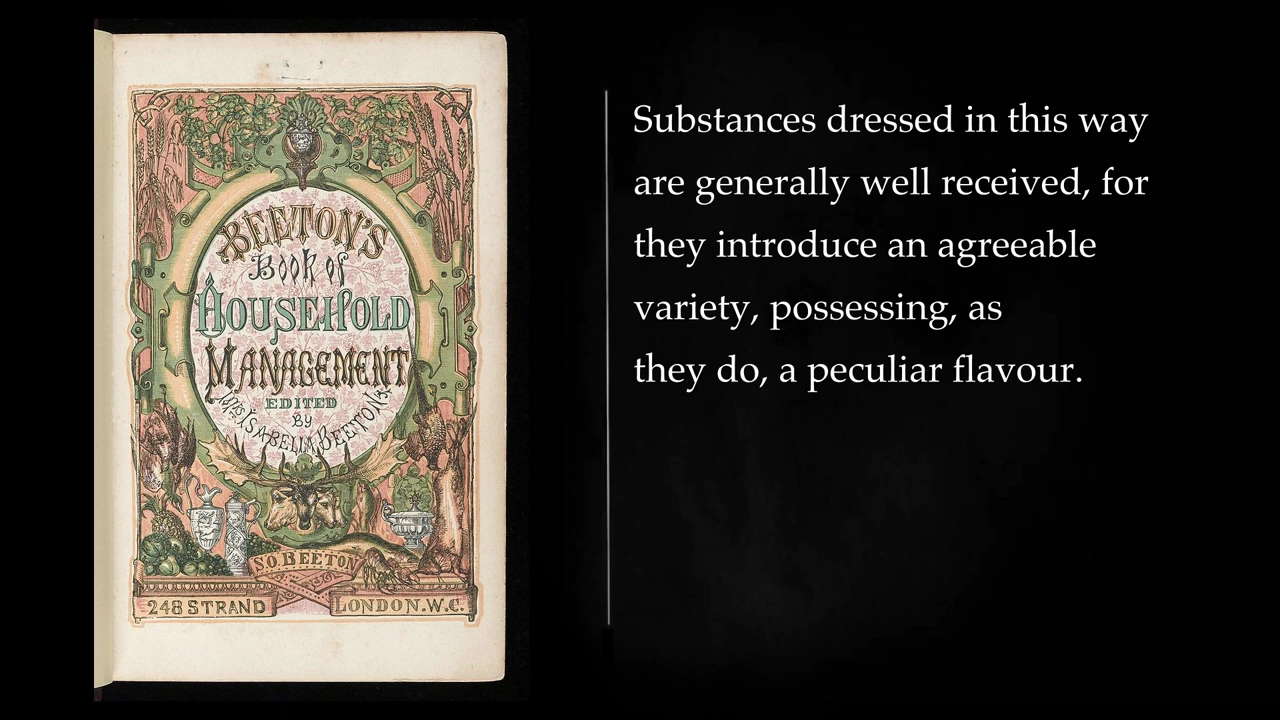 BEETON'S
Book of
HOUSEHOLD
MANAGEMENT
EDITED
BY
MRS ISABELLA BEETON.
S.O. BEETON
248 STRAND
LONDON. W.C.
Substances dressed in this way
are generally well received, for
they introduce an agreeable
variety, possessing, as
they do, a peculiar flavour.